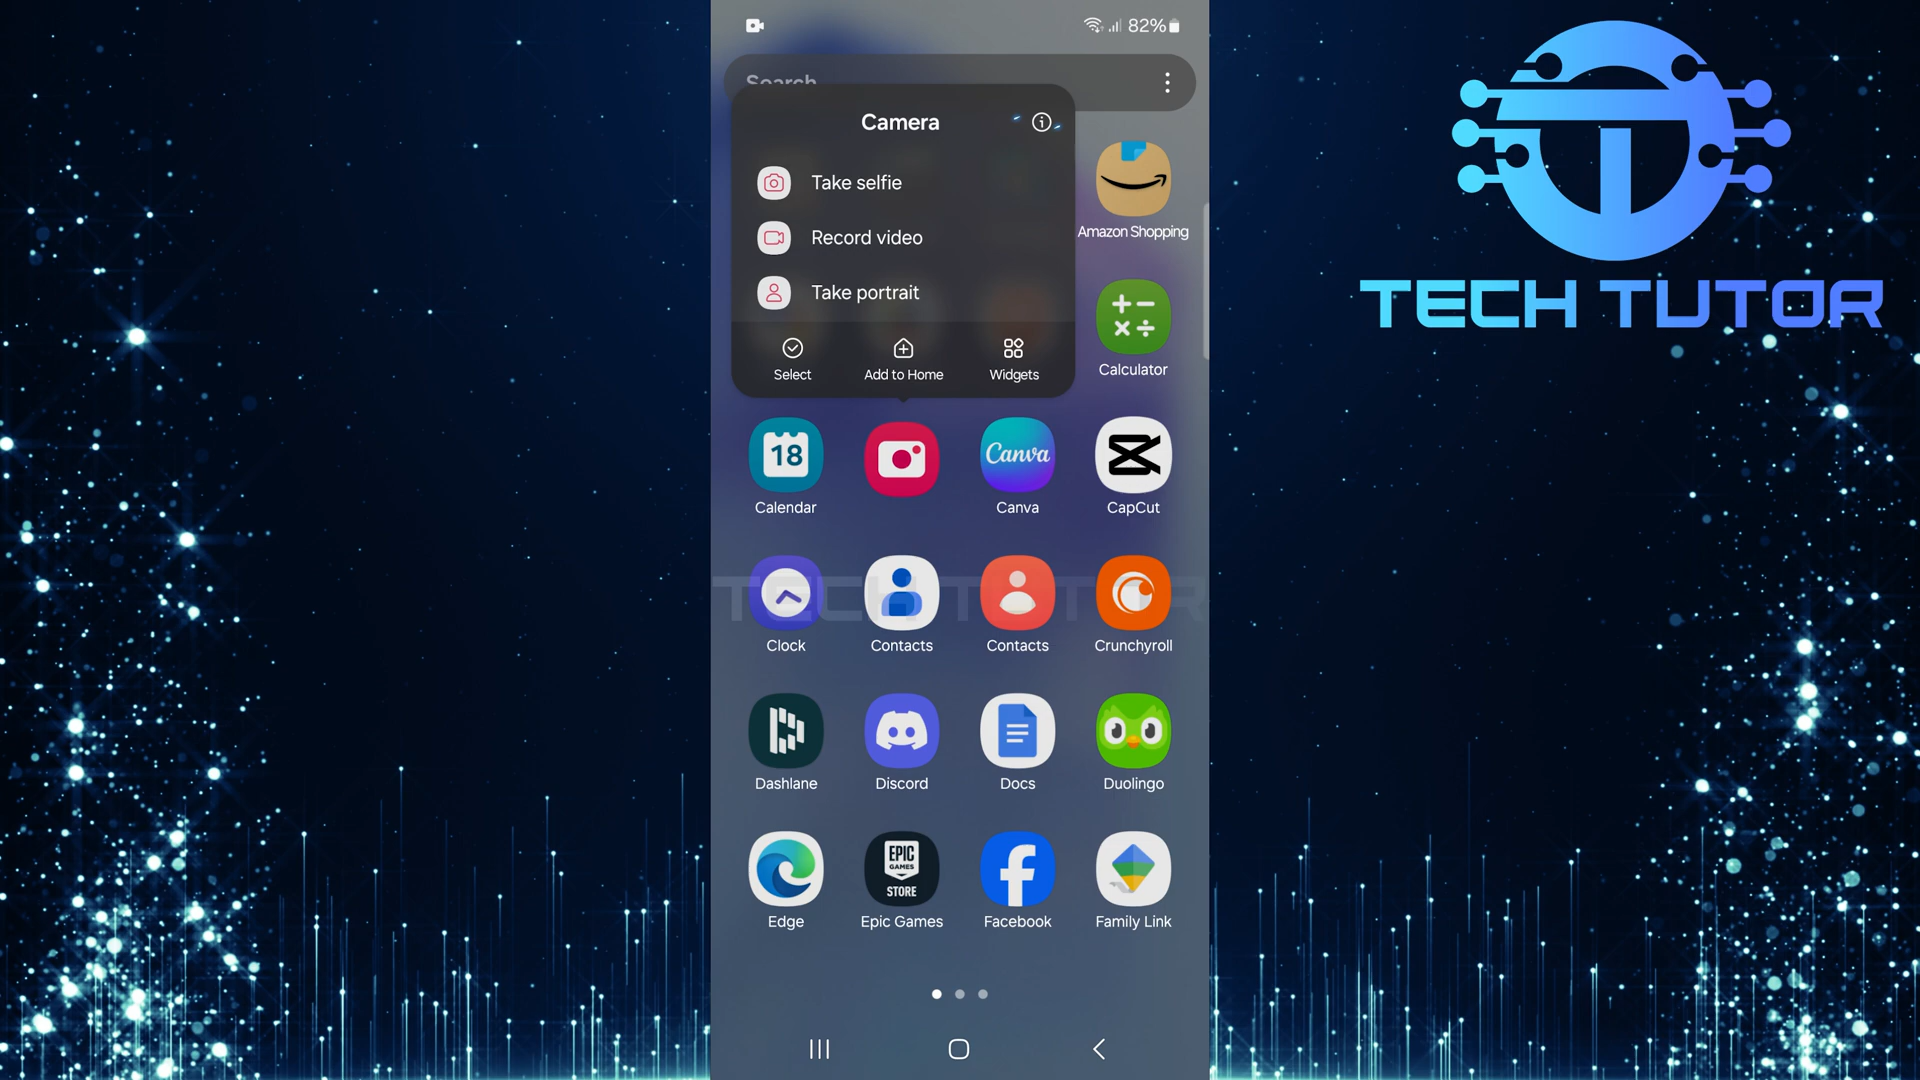 82%
Search
Camera
Take selfie
Record video
Take portrait
Select
Add to Home
Widgets
Amazon Shopping
Calculator
18
Calendar
Canva
Canva
CapCut
Clock
Contacts
Contacts
Crunchyroll
TECH TUTOR
Dashlane
Discord
Docs
Duolingo
EPIC
GAMES
STORE
Edge
Epic Games
Facebook
Family Link
TECH TUTOR